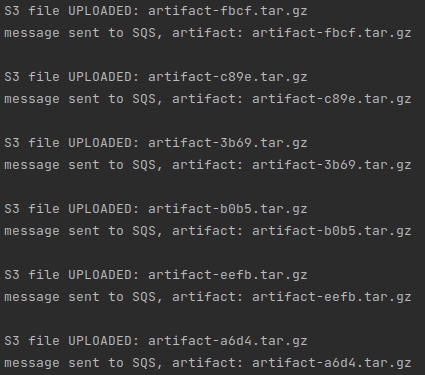 S3 file UPLOADED: artifact-fbcf.tar.gz
message sent to SQS, artifact: artifact-fbcf.tar.gz
S3 file UPLOADED: artifact-c89e.tar.gz
message sent to SQS, artifact: artifact-c89e.tar.gz
S3 file UPLOADED: artifact-3b69.tar.gz
message sent to SQS, artifact: artifact-3b69.tar.gz
S3 file UPLOADED: artifact-b0b5.tar.gz
message sent to SQS, artifact: artifact-b0b5.tar.gz
S3 file UPLOADED: artifact-eefb.tar.gz
message sent to SQS, artifact: artifact-eefb.tar.gz
S3 file UPLOADED: artifact-a6d4.tar.gz
message sent to SQS, artifact: artifact-a6d4.tar.gz